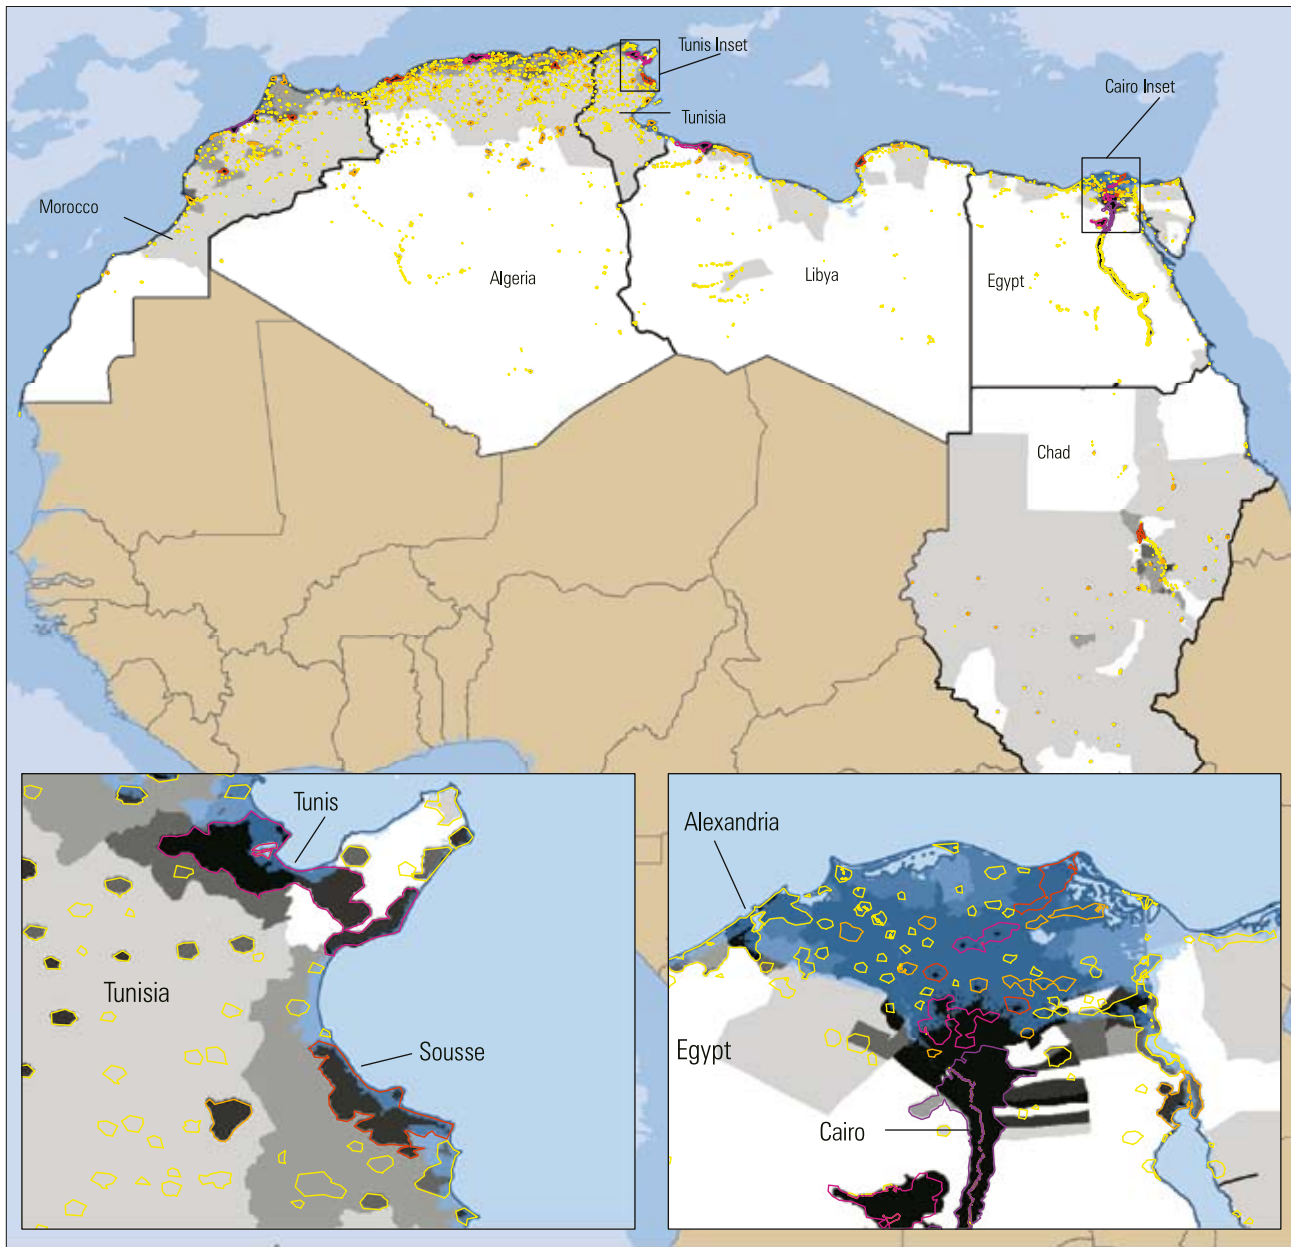 Tunis Inset
Cairo Inset
Tunisia
Morocco
Algeria
Libya
Egypt
Chad
Tunis
Tunisia
Sousse
Alexandria
Egypt
Cairo